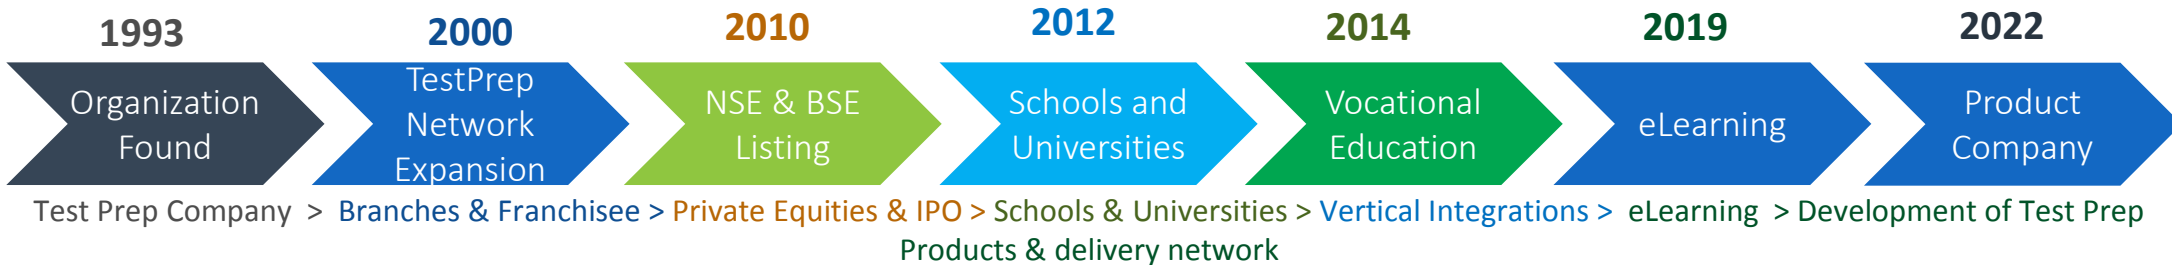 1993
2000
2010
2012
2014
2019
2022
Organization
Found
TestPrep
Network
Expansion
NSE & BSE
Listing
Schools and
Universities
Vocational
Education
eLearning
Product
Company
Test Prep Company > Branches & Franchisee > Private Equities & IPO > Schools & Universities > Vertical Integrations > eLearning > Development of Test Prep
Products & delivery network